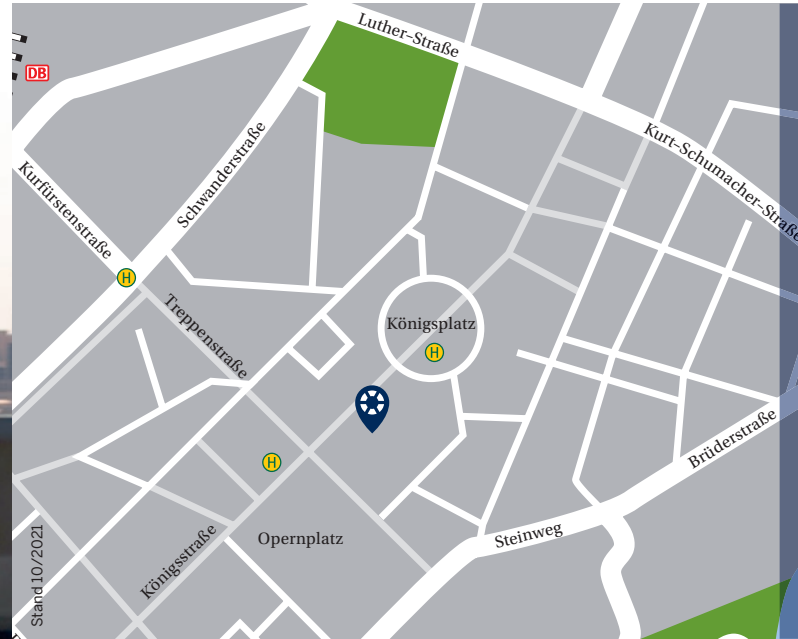 Luther-Straße
DB
Kurt-Schumacher-Straße
Schwanderstraße
Kurfürstenstraße
H
Treppenstraße
Königsplatz
H
Brüderstraße
H
Steinweg
Opernplatz
Königsstraße
Stand 10/2021